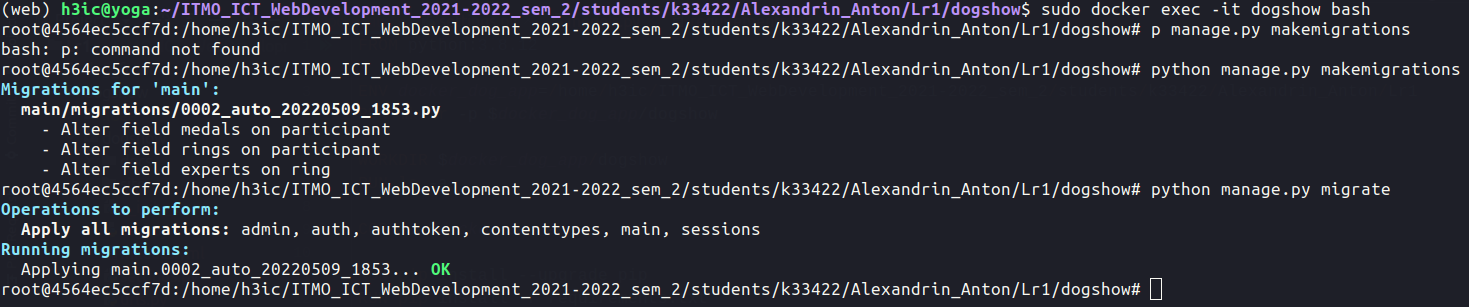 (web) h3ic@yoga:~/ITMO_ICT_WebDevelopment_2021-2022_sem_2/students/k33422/Alexandrin_Anton/Lr1/dogshow$ sudo docker exec -it dogshow bash
root@4564ec5ccf7d:/home/h3ic/ITMO_ICT_WebDevelopment_2021-2022_sem_2/students/k33422/Alexandrin_Anton/Lr1/dogshow# p manage.py makemigrations
bash: p: command not found
root@4564ec5ccf7d:/home/h3ic/ITMO_ICT_WebDevelopment_2021-2022_sem_2/students/k33422/Alexandrin_Anton/Lr1/dogshow# python manage.py makemigrations
Migrations for 'main':
  main/migrations/0002_auto_20220509_1853.py
    - Alter field medals on participant
    - Alter field rings on participant
    - Alter field experts on ring
root@4564ec5ccf7d:/home/h3ic/ITMO_ICT_WebDevelopment_2021-2022_sem_2/students/k33422/Alexandrin_Anton/Lr1/dogshow# python manage.py migrate
Operations to perform:
  Apply all migrations: admin, auth, authtoken, contenttypes, main, sessions
Running migrations:
  Applying main.0002_auto_20220509_1853... OK
root@4564ec5ccf7d:/home/h3ic/ITMO_ICT_WebDevelopment_2021-2022_sem_2/students/k33422/Alexandrin_Anton/Lr1/dogshow#